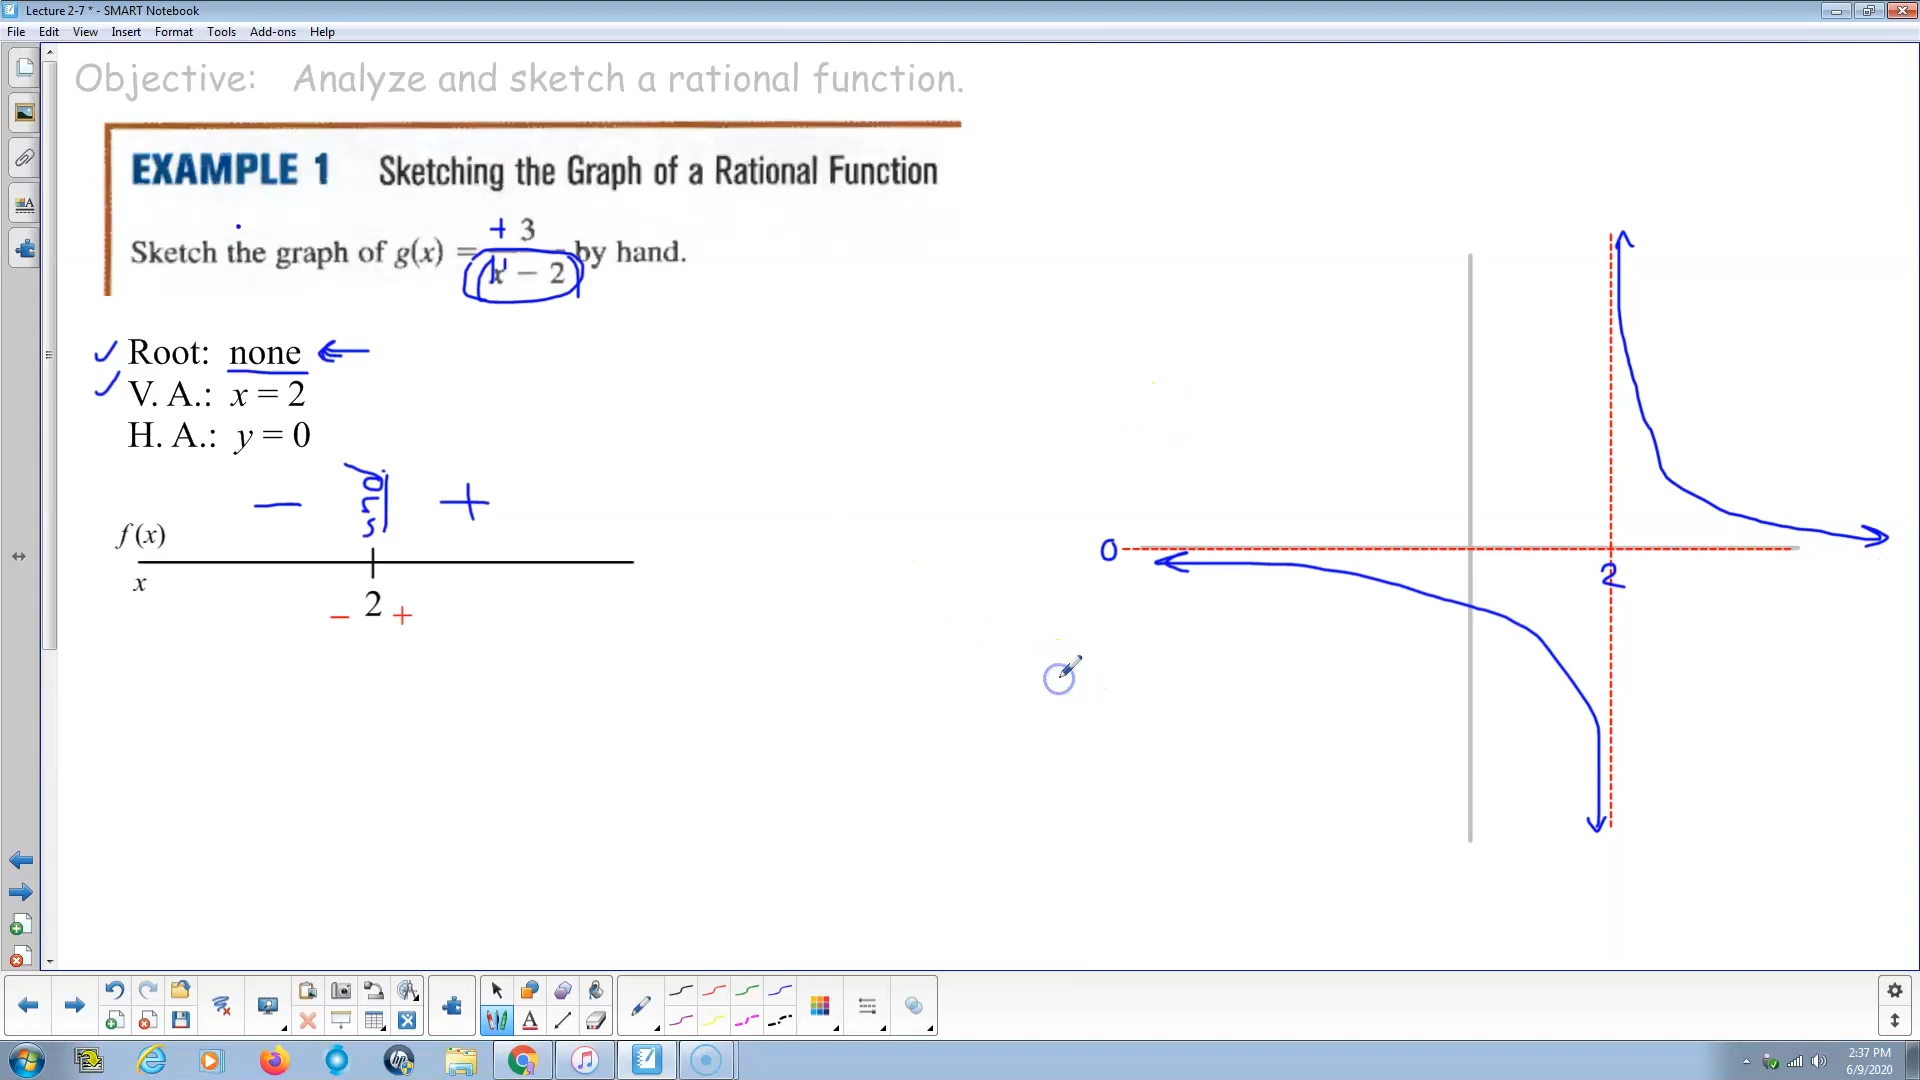 Lecture 2-7 * - SMART Notebook
File Edit View Insert Format Tools Add-ons Help
Objective: Analyze and sketch a rational function.
EXAMPLE 1 Sketching the Graph of a Rational Function
+ 3
Sketch the graph of g(x) = by hand.
x - 2
Root: none
V. A.: x = 2
H. A.: y = 0
− +
f(x)
x
− 2 +
0
2
2:37 PM
6/9/2020